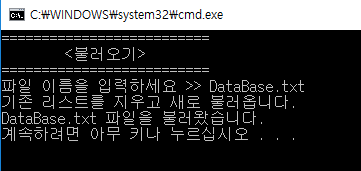 C:₩WINDOWS₩system32₩cmd.exe
==========================
<불러오기>
==========================
파일 이름을 입력하세요 >> DataBase.txt
기존 리스트를 지우고 새로 불러옵니다.
DataBase.txt 파일을 불러왔습니다.
계속하려면 아무 키나 누르십시오 . . .